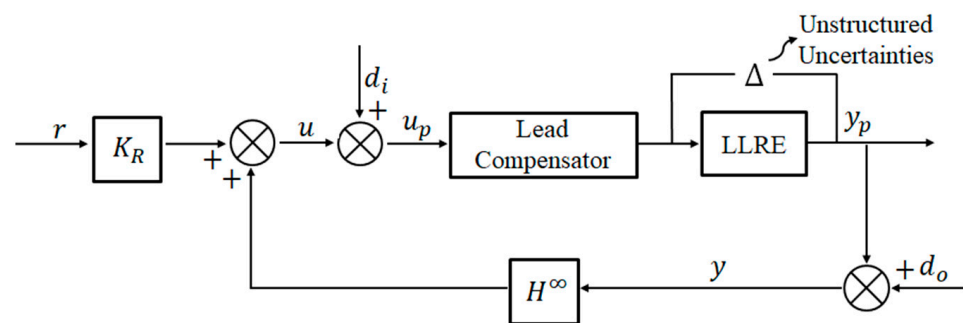 Unstructured
Uncertainties
Δ
d_i
+
r
K_R
+
+
u
u_p
Lead
Compensator
LLRE
y_p
H^∞
y
+ d_o